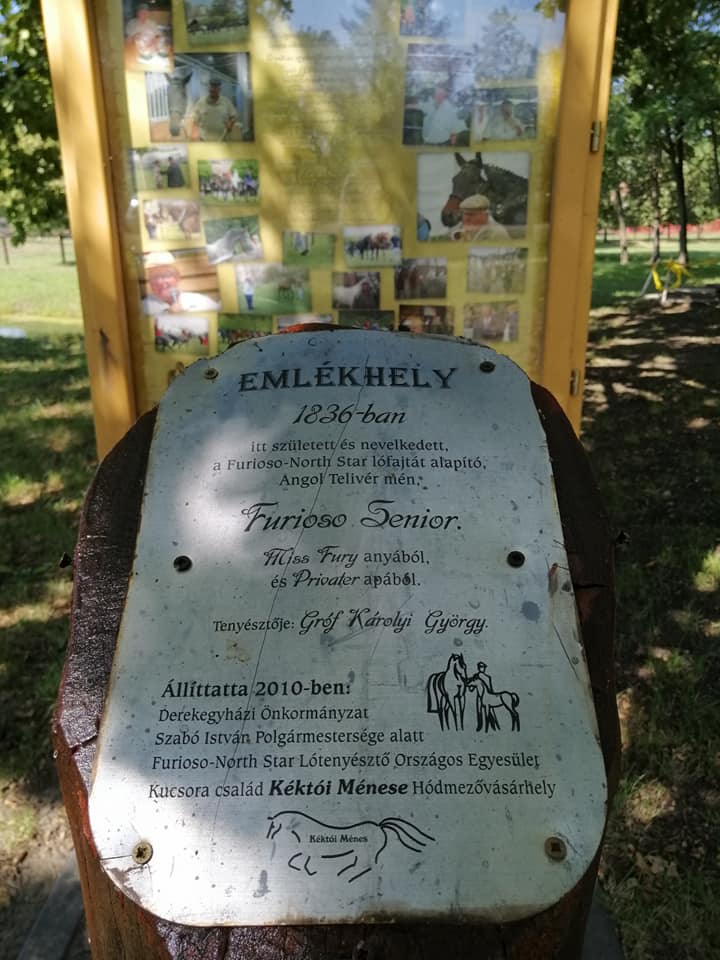 EMLÉKHELY
1836-ban
itt született és nevelkedett,
a Furioso-North Star lófajtát alapító,
Angol Telivér mén,
Furioso Senior.
Miss Fury anyából,
és Privater apából.
Tenyésztője: Gróf Károlyi György.
Állíttatta 2010-ben:
Derekegyházi Önkormányzat
Szabó István Polgármestersége alatt
Furioso-North Star Lótenyésztő Országos Egyesület
Kucsora család Kéktói Ménese Hódmezővásárhely
Kéktói Ménes